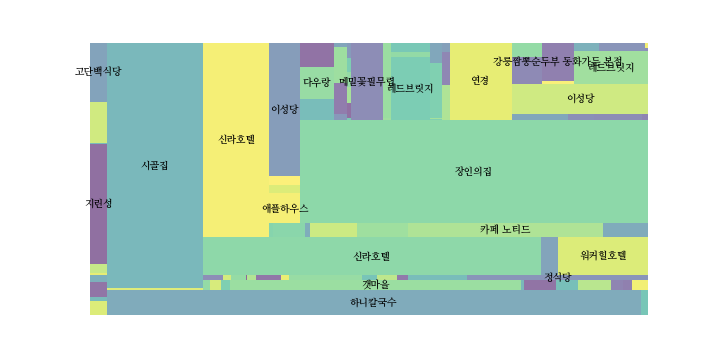 강릉짬뽕순두부 동화가든 본점
고단백식당
레드브릿지
다우랑
메밀꽃필무렵
연경
레드브릿지
이성당
이성당
신라호텔
시골집
장인의집
지린성
애플하우스
카페 노티드
신라호텔
워커힐호텔
정식당
갯마을
하니칼국수